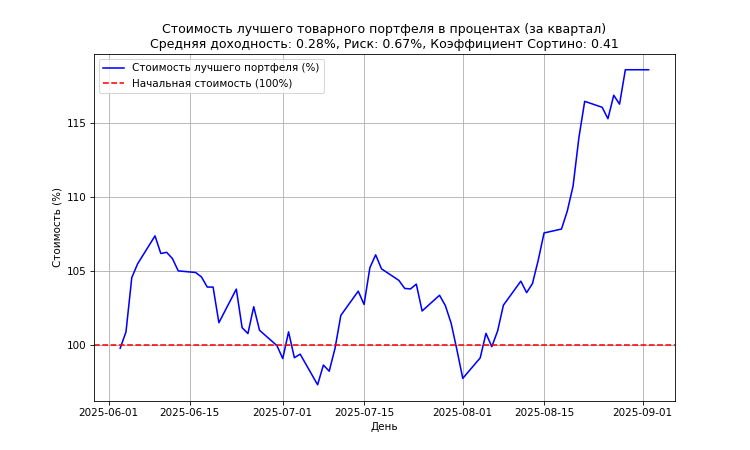 Стоимость лучшего товарного портфеля в процентах (за квартал)
Средняя доходность: 0.28%, Риск: 0.67%, Коэффициент Сортино: 0.41
Стоимость лучшего портфеля (%)
Начальная стоимость (100%)
Стоимость (%)
115
110
105
100
2025-06-01
2025-06-15
2025-07-01
2025-07-15
2025-08-01
2025-08-15
2025-09-01
День